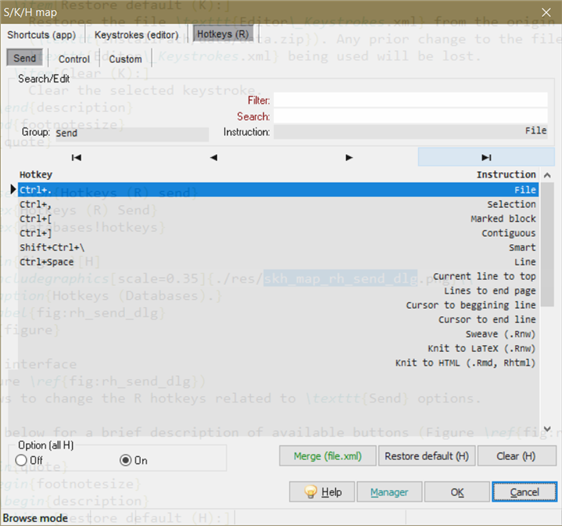 S/K/H map
Shortcuts (app) Keystrokes (editor) Hotkeys (R)
Send Control Custom
Search/Edit
Filter:
Search:
Group: Send Instruction: File
Hotkey Instruction
Ctrl+. File
Ctrl+, Selection
Ctrl+[ Marked block
Ctrl+] Contiguous
Shift+Ctrl+\ Smart
Ctrl+Space Line
Current line to top
Lines to end page
Cursor to beggining line
Cursor to end line
Sweave (.Rnw)
Knit to LaTeX (.Rnw)
Knit to HTML (.Rmd, Rhtml)
Option (all H)
Off On
Merge (file.xml) Restore default (H) Clear (H)
Help Manager OK Cancel
Browse mode